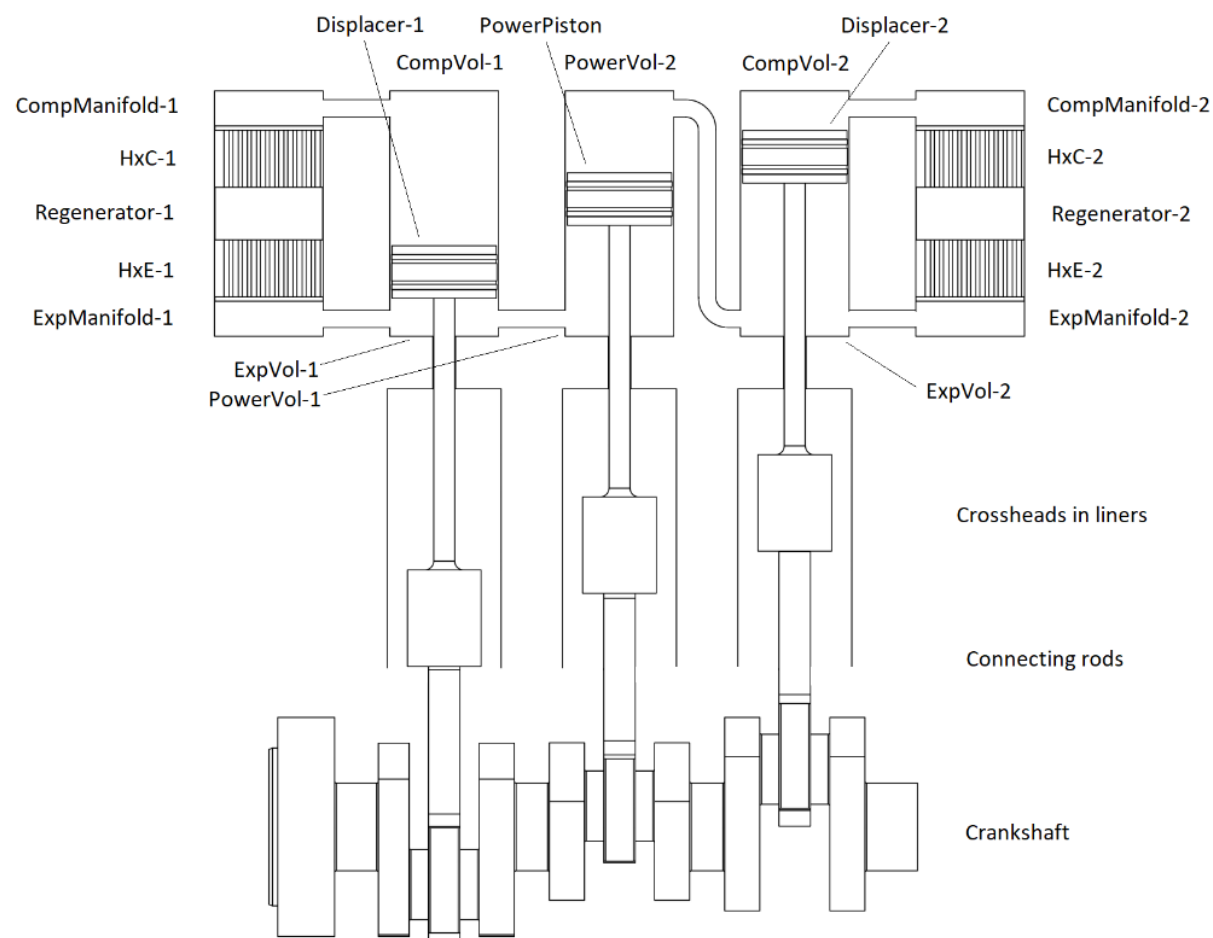 Displacer-1
PowerPiston
Displacer-2
CompVol-1
PowerVol-2
CompVol-2
CompManifold-1
CompManifold-2
HxC-1
HxC-2
Regenerator-1
Regenerator-2
HxE-1
HxE-2
ExpManifold-1
ExpManifold-2
ExpVol-1
PowerVol-1
ExpVol-2
Crossheads in liners
Connecting rods
Crankshaft